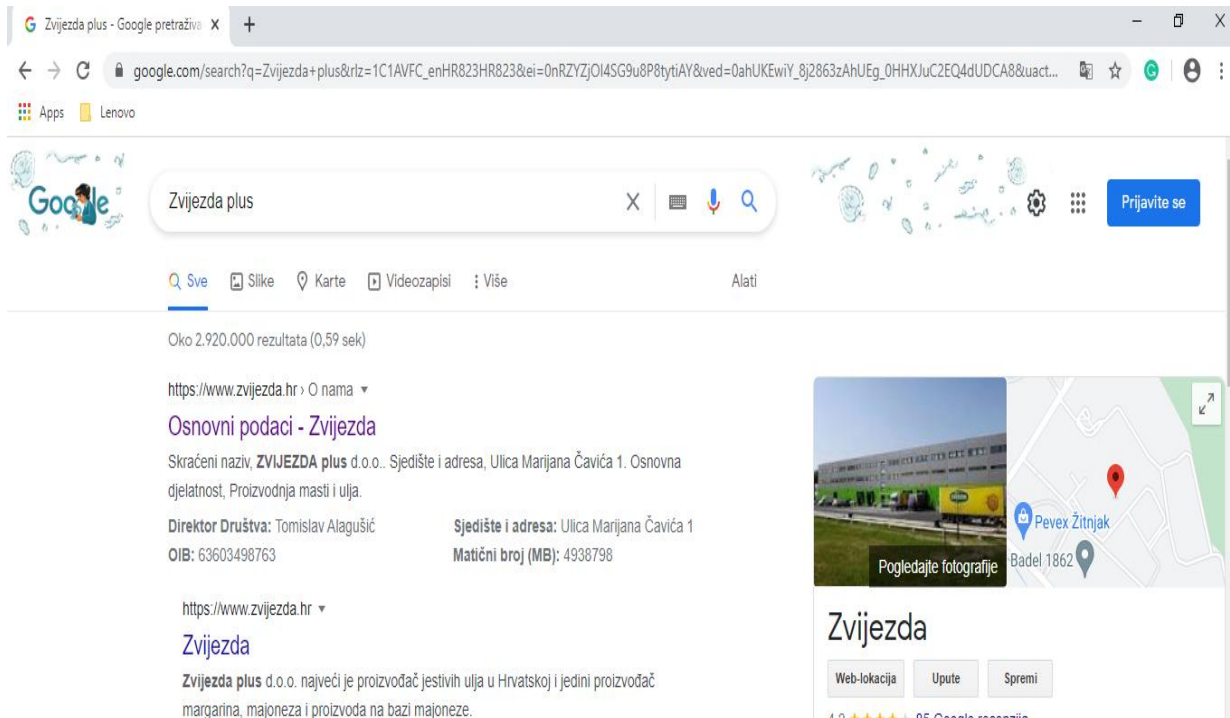 Zvijezda plus - Google pretraživa
google.com/search?q=Zvijezda+plus&rlz=1C1AVFC_enHR823HR823&ei=0nRZYZjOI4SG9u8P8tytiAY&ved=0ahUKEwiY_8j2863zAhUEg_0HHXJuC2EQ4dUDCA8&uact...
Apps Lenovo
Google
Zvijezda plus
Prijavite se
Sve Slike Karte Videozapisi Više Alati
Oko 2.920.000 rezultata (0,59 sek)
https://www.zvijezda.hr › O nama
Osnovni podaci - Zvijezda
Skraćeni naziv, ZVIJEZDA plus d.o.o.. Sjedište i adresa, Ulica Marijana Čavića 1. Osnovna
djelatnost, Proizvodnja masti i ulja.
Direktor Društva: Tomislav Alagušić Sjedište i adresa: Ulica Marijana Čavića 1
OIB: 63603498763 Matični broj (MB): 4938798
https://www.zvijezda.hr
Zvijezda
Zvijezda plus d.o.o. najveći je proizvođač jestivih ulja u Hrvatskoj i jedini proizvođač
margarina, majoneza i proizvoda na bazi majoneze.
Pogledajte fotografije
Pevex Žitnjak
Badel 1862
Zvijezda
Web-lokacija Upute Spremi
85 Google recenzija